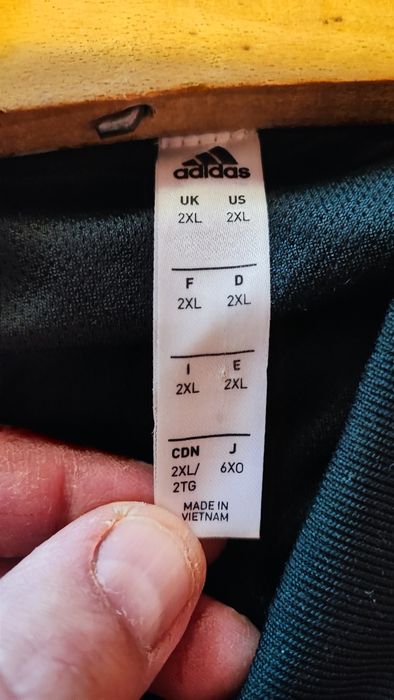 adidas
UK US
2XL 2XL
F D
2XL 2XL
I E
2XL 2XL
CDN J
2XL/ 6XO
2TG
MADE IN
VIETNAM